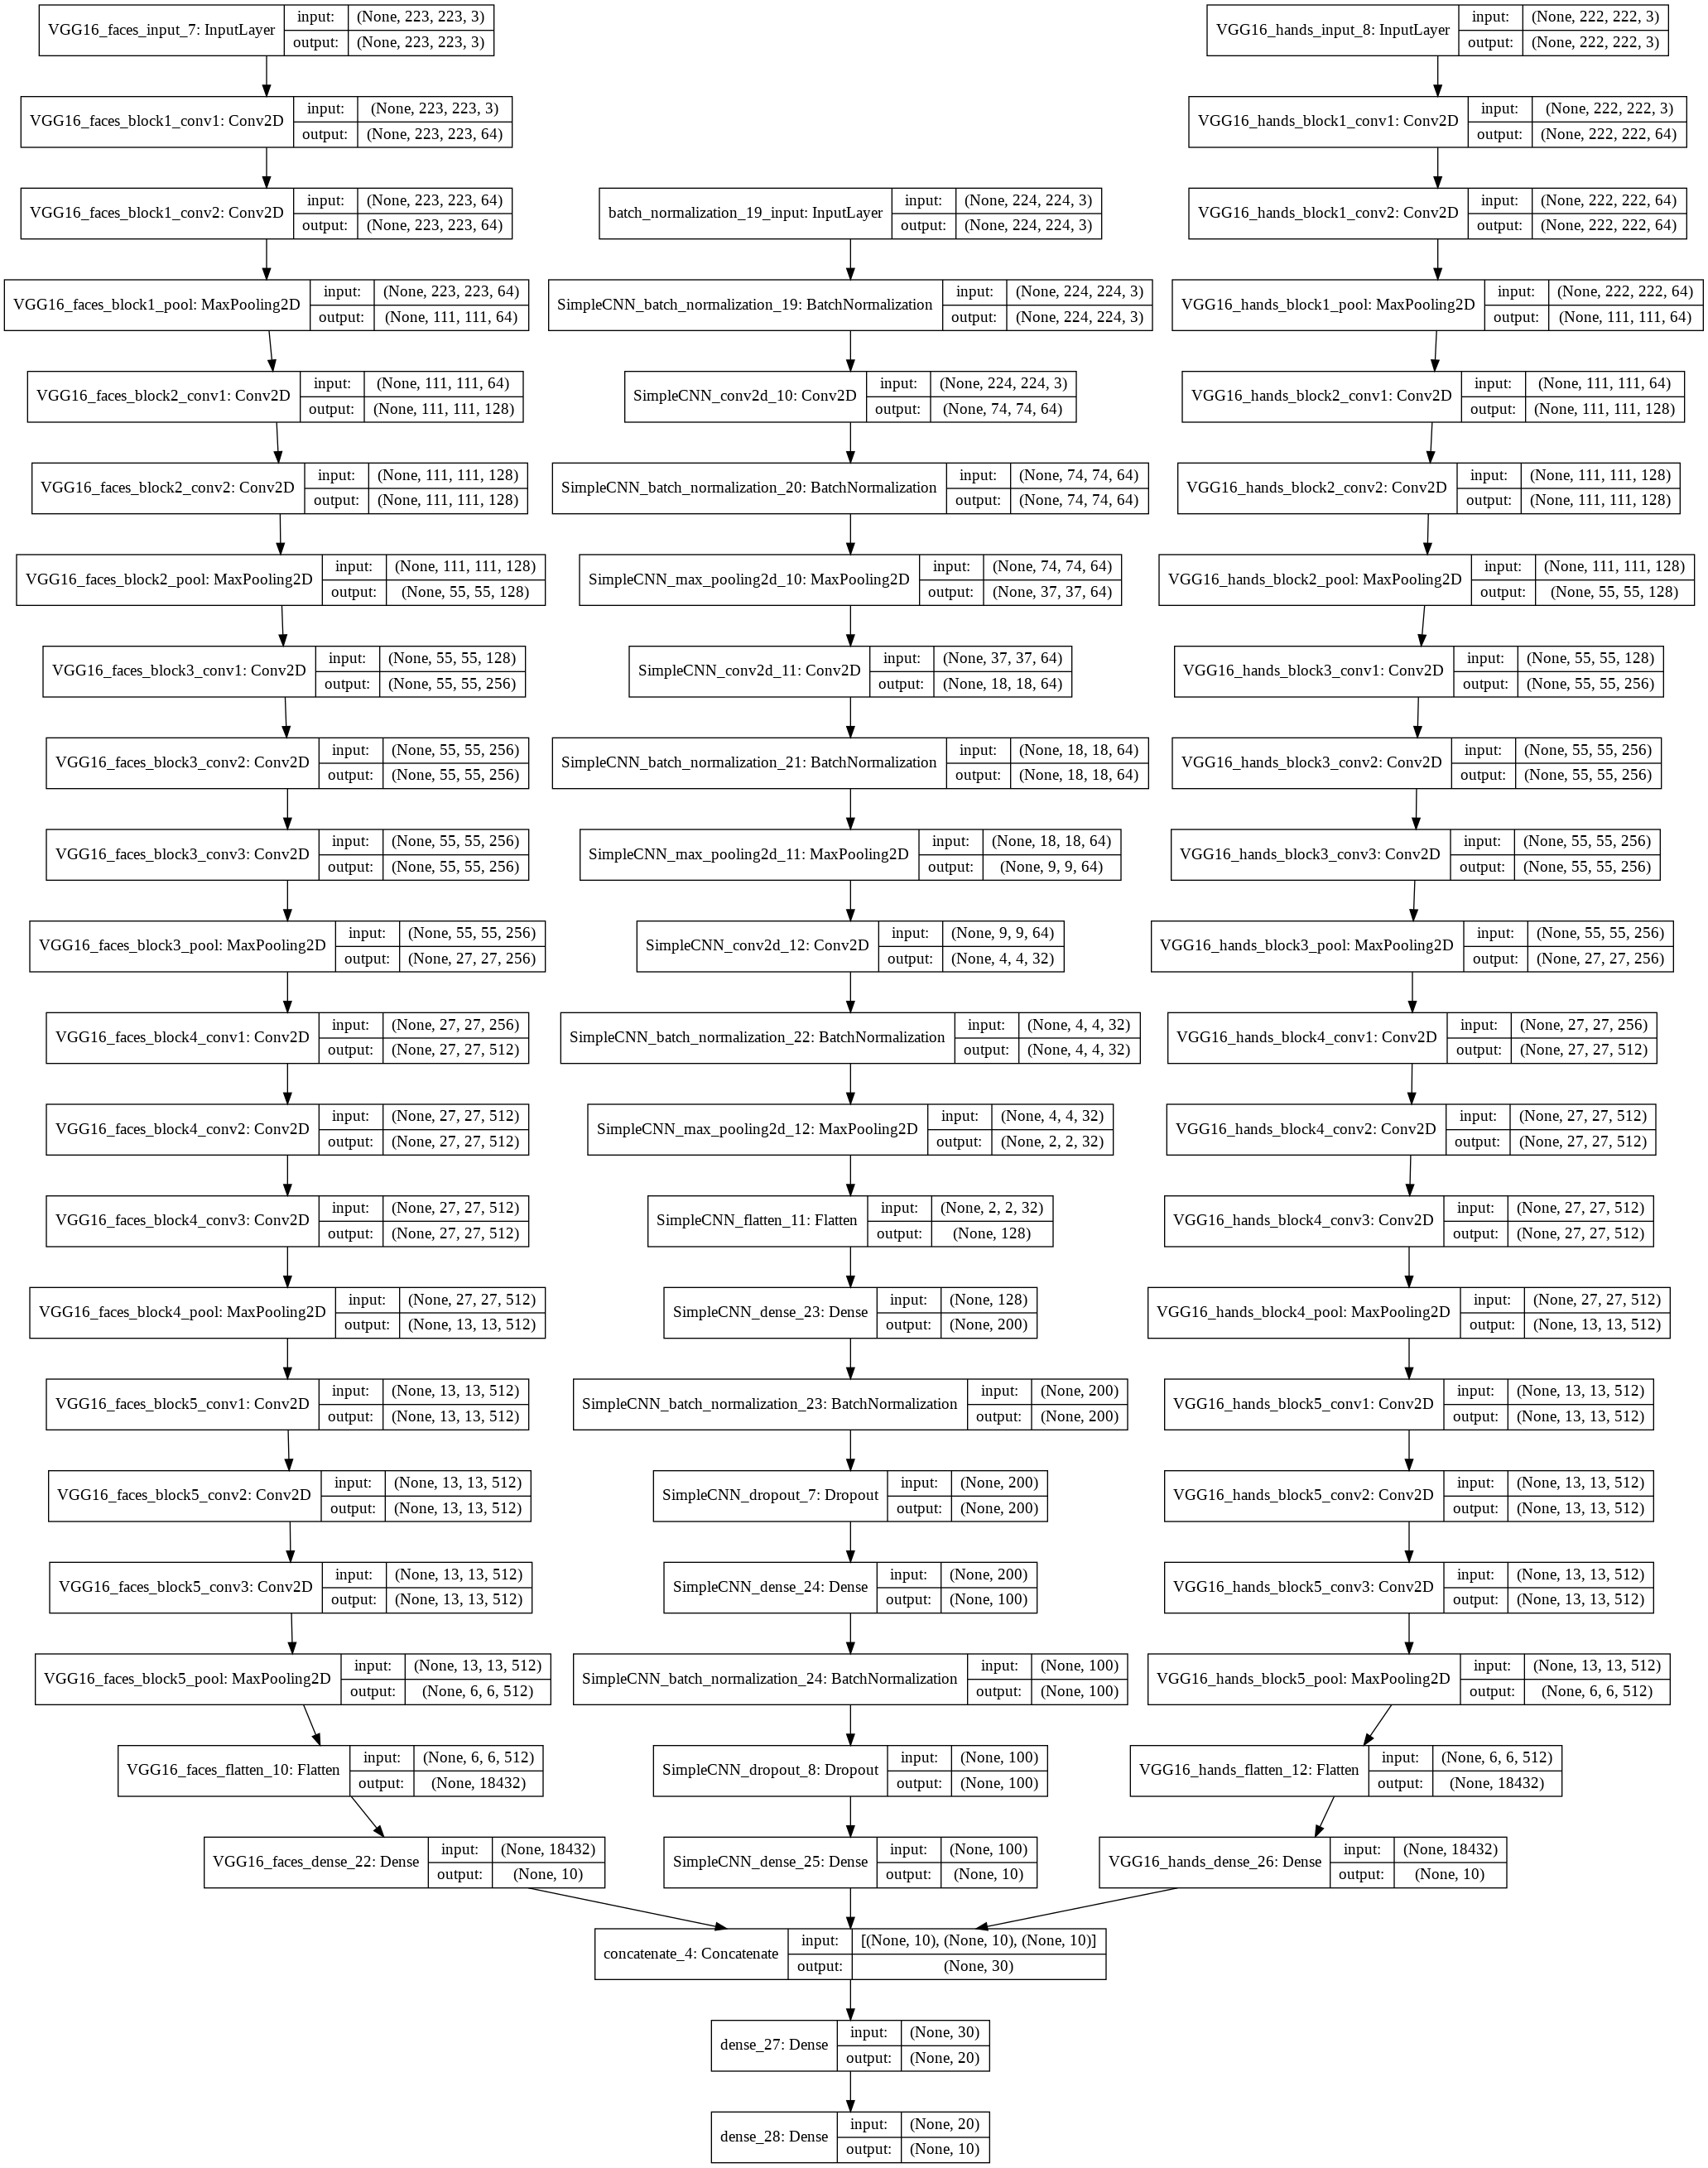 VGG16_faces_input_7: InputLayer input: (None, 223, 223, 3) output: (None, 223, 223, 3)
VGG16_faces_block1_conv1: Conv2D input: (None, 223, 223, 3) output: (None, 223, 223, 64)
VGG16_faces_block1_conv2: Conv2D input: (None, 223, 223, 64) output: (None, 223, 223, 64)
VGG16_faces_block1_pool: MaxPooling2D input: (None, 223, 223, 64) output: (None, 111, 111, 64)
VGG16_faces_block2_conv1: Conv2D input: (None, 111, 111, 64) output: (None, 111, 111, 128)
VGG16_faces_block2_conv2: Conv2D input: (None, 111, 111, 128) output: (None, 111, 111, 128)
VGG16_faces_block2_pool: MaxPooling2D input: (None, 111, 111, 128) output: (None, 55, 55, 128)
VGG16_faces_block3_conv1: Conv2D input: (None, 55, 55, 128) output: (None, 55, 55, 256)
VGG16_faces_block3_conv2: Conv2D input: (None, 55, 55, 256) output: (None, 55, 55, 256)
VGG16_faces_block3_conv3: Conv2D input: (None, 55, 55, 256) output: (None, 55, 55, 256)
VGG16_faces_block3_pool: MaxPooling2D input: (None, 55, 55, 256) output: (None, 27, 27, 256)
VGG16_faces_block4_conv1: Conv2D input: (None, 27, 27, 256) output: (None, 27, 27, 512)
VGG16_faces_block4_conv2: Conv2D input: (None, 27, 27, 512) output: (None, 27, 27, 512)
VGG16_faces_block4_conv3: Conv2D input: (None, 27, 27, 512) output: (None, 27, 27, 512)
VGG16_faces_block4_pool: MaxPooling2D input: (None, 27, 27, 512) output: (None, 13, 13, 512)
VGG16_faces_block5_conv1: Conv2D input: (None, 13, 13, 512) output: (None, 13, 13, 512)
VGG16_faces_block5_conv2: Conv2D input: (None, 13, 13, 512) output: (None, 13, 13, 512)
VGG16_faces_block5_conv3: Conv2D input: (None, 13, 13, 512) output: (None, 13, 13, 512)
VGG16_faces_block5_pool: MaxPooling2D input: (None, 13, 13, 512) output: (None, 6, 6, 512)
VGG16_faces_flatten_10: Flatten input: (None, 6, 6, 512) output: (None, 18432)
VGG16_faces_dense_22: Dense input: (None, 18432) output: (None, 10)
batch_normalization_19_input: InputLayer input: (None, 224, 224, 3) output: (None, 224, 224, 3)
SimpleCNN_batch_normalization_19: BatchNormalization input: (None, 224, 224, 3) output: (None, 224, 224, 3)
SimpleCNN_conv2d_10: Conv2D input: (None, 224, 224, 3) output: (None, 74, 74, 64)
SimpleCNN_batch_normalization_20: BatchNormalization input: (None, 74, 74, 64) output: (None, 74, 74, 64)
SimpleCNN_max_pooling2d_10: MaxPooling2D input: (None, 74, 74, 64) output: (None, 37, 37, 64)
SimpleCNN_conv2d_11: Conv2D input: (None, 37, 37, 64) output: (None, 18, 18, 64)
SimpleCNN_batch_normalization_21: BatchNormalization input: (None, 18, 18, 64) output: (None, 18, 18, 64)
SimpleCNN_max_pooling2d_11: MaxPooling2D input: (None, 18, 18, 64) output: (None, 9, 9, 64)
SimpleCNN_conv2d_12: Conv2D input: (None, 9, 9, 64) output: (None, 4, 4, 32)
SimpleCNN_batch_normalization_22: BatchNormalization input: (None, 4, 4, 32) output: (None, 4, 4, 32)
SimpleCNN_max_pooling2d_12: MaxPooling2D input: (None, 4, 4, 32) output: (None, 2, 2, 32)
SimpleCNN_flatten_11: Flatten input: (None, 2, 2, 32) output: (None, 128)
SimpleCNN_dense_23: Dense input: (None, 128) output: (None, 200)
SimpleCNN_batch_normalization_23: BatchNormalization input: (None, 200) output: (None, 200)
SimpleCNN_dropout_7: Dropout input: (None, 200) output: (None, 200)
SimpleCNN_dense_24: Dense input: (None, 200) output: (None, 100)
SimpleCNN_batch_normalization_24: BatchNormalization input: (None, 100) output: (None, 100)
SimpleCNN_dropout_8: Dropout input: (None, 100) output: (None, 100)
SimpleCNN_dense_25: Dense input: (None, 100) output: (None, 10)
VGG16_hands_input_8: InputLayer input: (None, 222, 222, 3) output: (None, 222, 222, 3)
VGG16_hands_block1_conv1: Conv2D input: (None, 222, 222, 3) output: (None, 222, 222, 64)
VGG16_hands_block1_conv2: Conv2D input: (None, 222, 222, 64) output: (None, 222, 222, 64)
VGG16_hands_block1_pool: MaxPooling2D input: (None, 222, 222, 64) output: (None, 111, 111, 64)
VGG16_hands_block2_conv1: Conv2D input: (None, 111, 111, 64) output: (None, 111, 111, 128)
VGG16_hands_block2_conv2: Conv2D input: (None, 111, 111, 128) output: (None, 111, 111, 128)
VGG16_hands_block2_pool: MaxPooling2D input: (None, 111, 111, 128) output: (None, 55, 55, 128)
VGG16_hands_block3_conv1: Conv2D input: (None, 55, 55, 128) output: (None, 55, 55, 256)
VGG16_hands_block3_conv2: Conv2D input: (None, 55, 55, 256) output: (None, 55, 55, 256)
VGG16_hands_block3_conv3: Conv2D input: (None, 55, 55, 256) output: (None, 55, 55, 256)
VGG16_hands_block3_pool: MaxPooling2D input: (None, 55, 55, 256) output: (None, 27, 27, 256)
VGG16_hands_block4_conv1: Conv2D input: (None, 27, 27, 256) output: (None, 27, 27, 512)
VGG16_hands_block4_conv2: Conv2D input: (None, 27, 27, 512) output: (None, 27, 27, 512)
VGG16_hands_block4_conv3: Conv2D input: (None, 27, 27, 512) output: (None, 27, 27, 512)
VGG16_hands_block4_pool: MaxPooling2D input: (None, 27, 27, 512) output: (None, 13, 13, 512)
VGG16_hands_block5_conv1: Conv2D input: (None, 13, 13, 512) output: (None, 13, 13, 512)
VGG16_hands_block5_conv2: Conv2D input: (None, 13, 13, 512) output: (None, 13, 13, 512)
VGG16_hands_block5_conv3: Conv2D input: (None, 13, 13, 512) output: (None, 13, 13, 512)
VGG16_hands_block5_pool: MaxPooling2D input: (None, 13, 13, 512) output: (None, 6, 6, 512)
VGG16_hands_flatten_12: Flatten input: (None, 6, 6, 512) output: (None, 18432)
VGG16_hands_dense_26: Dense input: (None, 18432) output: (None, 10)
concatenate_4: Concatenate input: [(None, 10), (None, 10), (None, 10)] output: (None, 30)
dense_27: Dense input: (None, 30) output: (None, 20)
dense_28: Dense input: (None, 20) output: (None, 10)